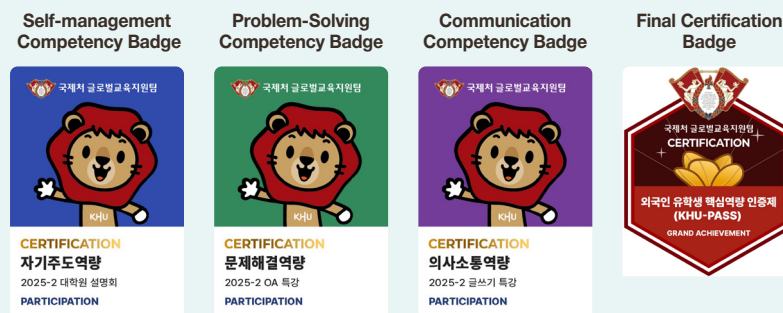 Self-management
Competency Badge
국제처 글로벌교육지원팀
KHU
CERTIFICATION
자기주도역량
2025-2 대학원 설명회
PARTICIPATION
Problem-Solving
Competency Badge
국제처 글로벌교육지원팀
KHU
CERTIFICATION
문제해결역량
2025-2 OA 특강
PARTICIPATION
Communication
Competency Badge
국제처 글로벌교육지원팀
KHU
CERTIFICATION
의사소통역량
2025-2 글쓰기 특강
PARTICIPATION
Final Certification
Badge
국제처 글로벌교육지원팀
CERTIFICATION
외국인 유학생 핵심역량 인증제
(KHU-PASS)
GRAND ACHIEVEMENT